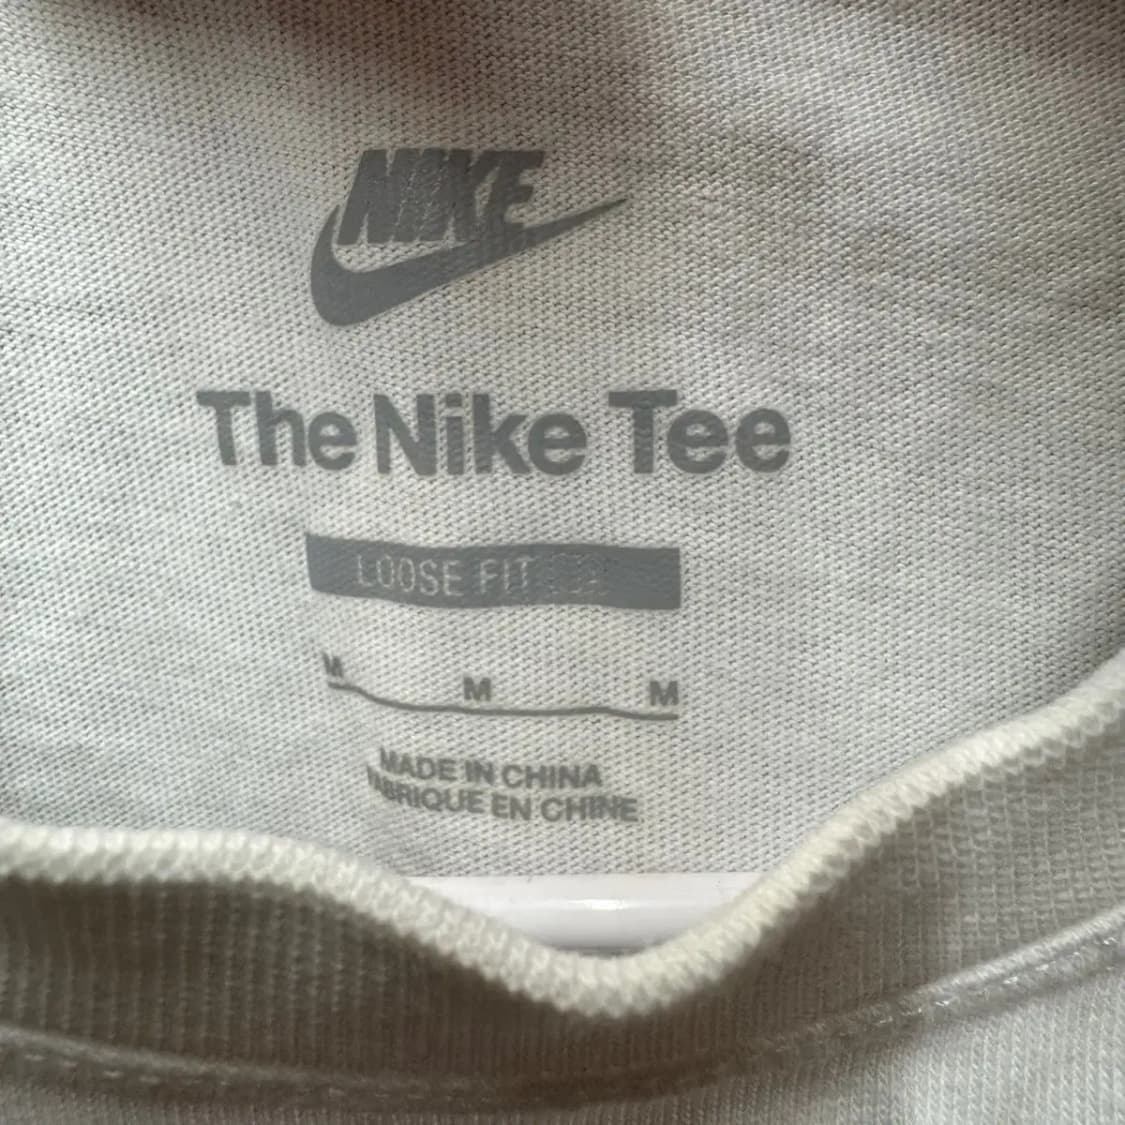 NIKE
The Nike Tee
LOOSE FIT
M M M
MADE IN CHINA
FABRIQUE EN CHINE